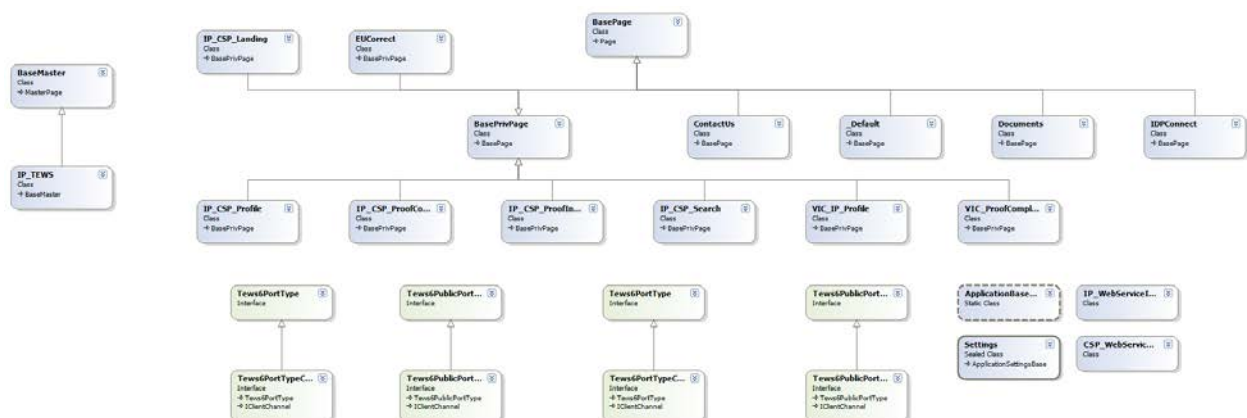 BasePage
Class
Page
IP_CSP_Landing
Class
BasePrivPage
EUCorrect
Class
BasePrivPage
BaseMaster
Class
MasterPage
BasePrivPage
Class
BasePage
ContactUs
Class
BasePage
_Default
Class
BasePage
Documents
Class
BasePage
IDPConnect
Class
BasePage
IP_TEWS
Class
BaseMaster
IP_CSP_Profile
Class
BasePrivPage
IP_CSP_ProofCo...
Class
BasePrivPage
IP_CSP_ProofIn...
Class
BasePrivPage
IP_CSP_Search
Class
BasePrivPage
VIC_IP_Profile
Class
BasePrivPage
VIC_ProofCompl...
Class
BasePrivPage
Tews6PortType
Interface
Tews6PublicPort...
Interface
Tews6PortType
Interface
Tews6PublicPort...
Interface
ApplicationBase...
Static Class
IP_WebServiceI...
Class
Settings
Sealed Class
ApplicationSettingsBase
CSP_WebServic...
Class
Tews6PortTypeC...
Interface
Tews6PortType
IClientChannel
Tews6PublicPort...
Interface
Tews6PublicPortType
IClientChannel
Tews6PortTypeC...
Interface
Tews6PortType
IClientChannel
Tews6PublicPort...
Interface
Tews6PublicPortType
IClientChannel